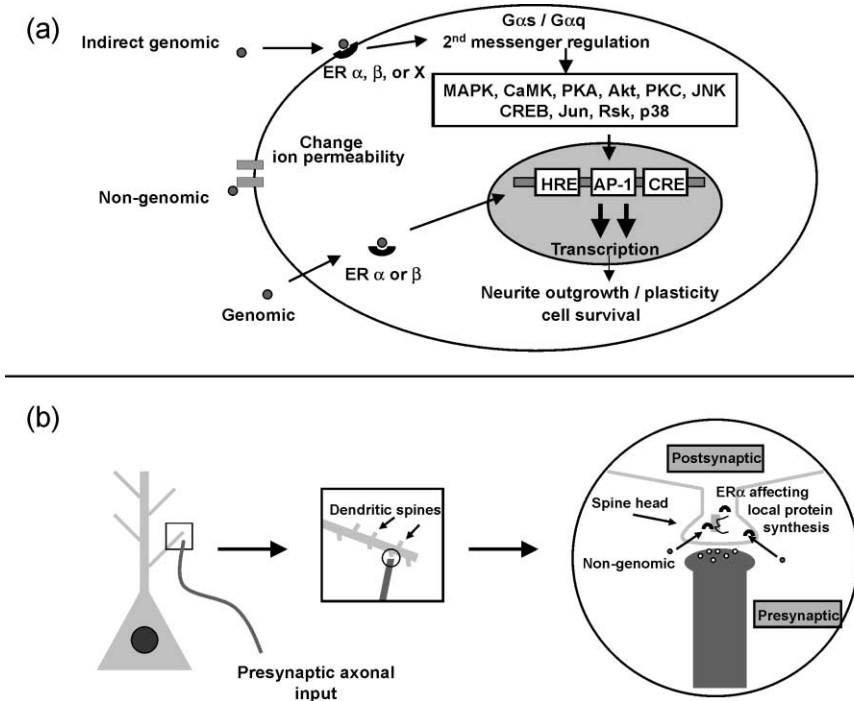 (a)
Indirect genomic
ER α, β, or X
Gαs / Gαq
2nd messenger regulation
MAPK, CaMK, PKA, Akt, PKC, JNK
CREB, Jun, Rsk, p38
Change
ion permeability
Non-genomic
HRE AP-1 CRE
Transcription
ER α or β
Genomic
Neurite outgrowth / plasticity
cell survival
(b)
Presynaptic axonal
input
Dendritic spines
Postsynaptic
Spine head
ERα affecting
local protein
synthesis
Non-genomic
Presynaptic